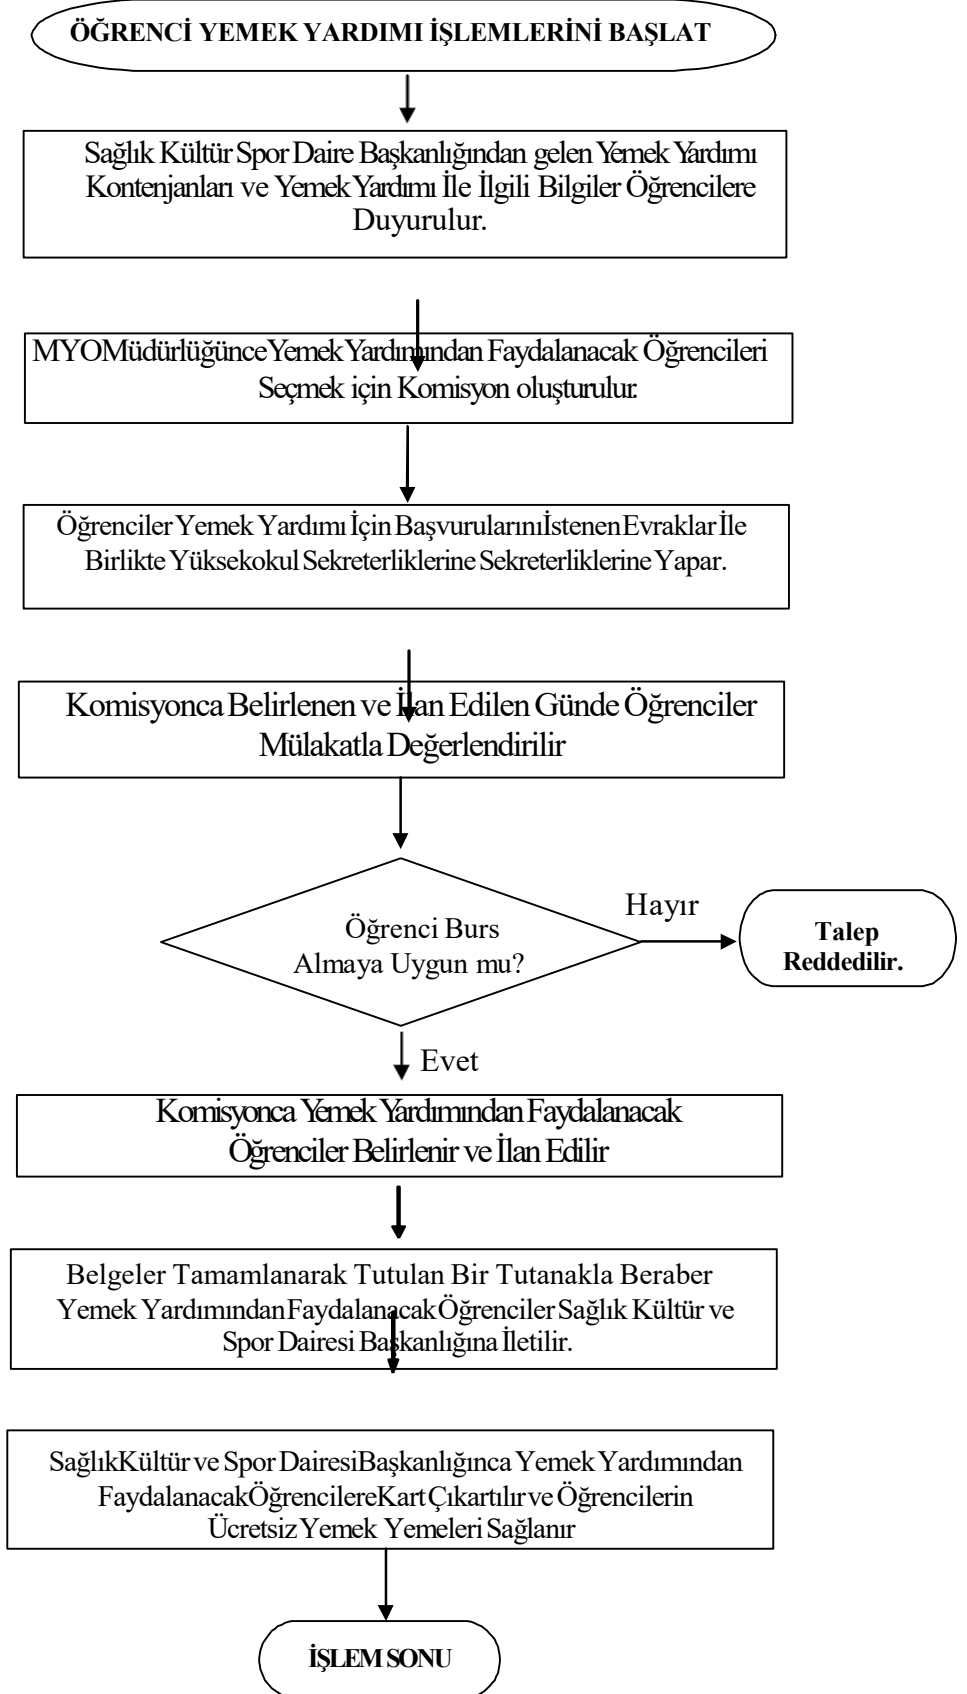 ÖĞRENCİ YEMEK YARDIMI İŞLEMLERİNİ BAŞLAT
Sağlık Kültür Spor Daire Başkanlığından gelen Yemek Yardımı
Kontenjanları ve Yemek Yardımı İle İlgili Bilgiler Öğrencilere
Duyurulur.
MYO Müdürlüğünce Yemek Yardımından Faydalanacak Öğrencileri
Seçmek için Komisyon oluşturulur.
Öğrenciler Yemek Yardımı İçin Başvurularını İstenen Evraklar İle
Birlikte Yüksekokul Sekreterliklerine Sekreterliklerine Yapar.
Komisyonca Belirlenen ve İlan Edilen Günde Öğrenciler
Mülakatla Değerlendirilir
Öğrenci Burs
Almaya Uygun mu?
Hayır
Talep
Reddedilir.
Evet
Komisyonca Yemek Yardımından Faydalanacak
Öğrenciler Belirlenir ve İlan Edilir
Belgeler Tamamlanarak Tutulan Bir Tutanakla Beraber
Yemek Yardımından Faydalanacak Öğrenciler Sağlık Kültür ve
Spor Dairesi Başkanlığına İletilir.
Sağlık Kültür ve Spor Dairesi Başkanlığınca Yemek Yardımından
Faydalanacak Öğrencilere Kart Çıkartılır ve Öğrencilerin
Ücretsiz Yemek Yemeleri Sağlanır
İŞLEM SONU